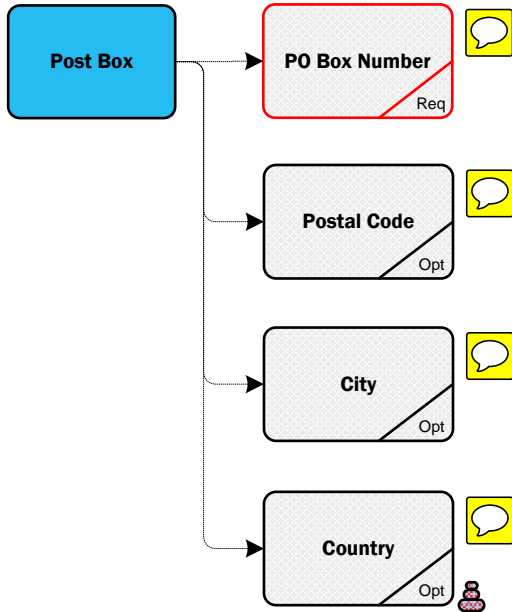 Post Box
PO Box Number
Req
Postal Code
Opt
City
Opt
Country
Opt